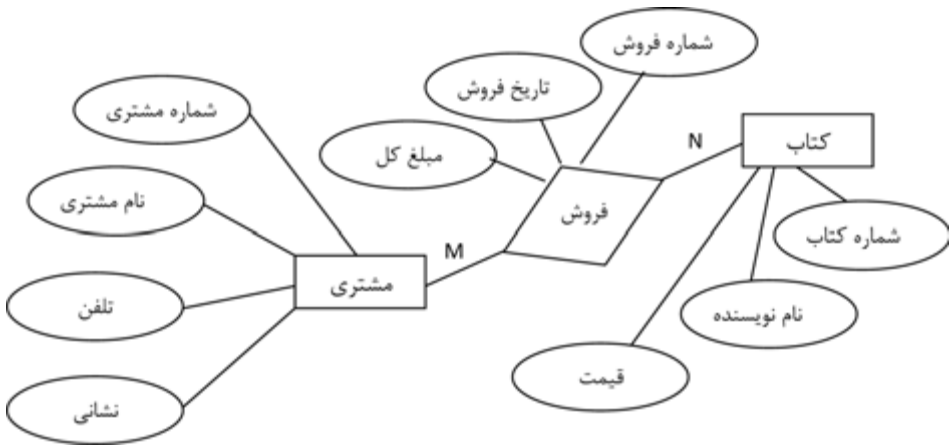 شماره فروش
تاریخ فروش
شماره مشتری
مبلغ کل
N
کتاب
نام مشتری
فروش
شماره کتاب
M
مشتری
تلفن
نام نویسنده
قیمت
نشانی